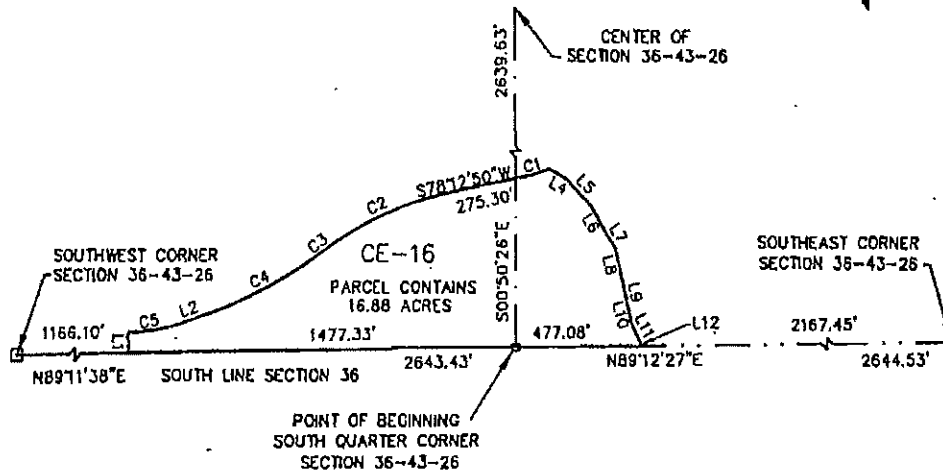 2639.63'
CENTER OF
SECTION 36-43-26
C1
S78°12'50"W
275.30'
L4
L5
L6
L7
L8
L9
L10
L11
L12
C2
C3
C4
L2
C5
CE-16
PARCEL CONTAINS
16.88 ACRES
S00°50'26"E
SOUTHWEST CORNER
SECTION 36-43-26
SOUTHEAST CORNER
SECTION 36-43-26
1166.10'
1477.33'
477.08'
2167.45'
N89°11'38"E
SOUTH LINE SECTION 36
2643.43'
N89°12'27"E
2644.53'
POINT OF BEGINNING
SOUTH QUARTER CORNER
SECTION 36-43-26